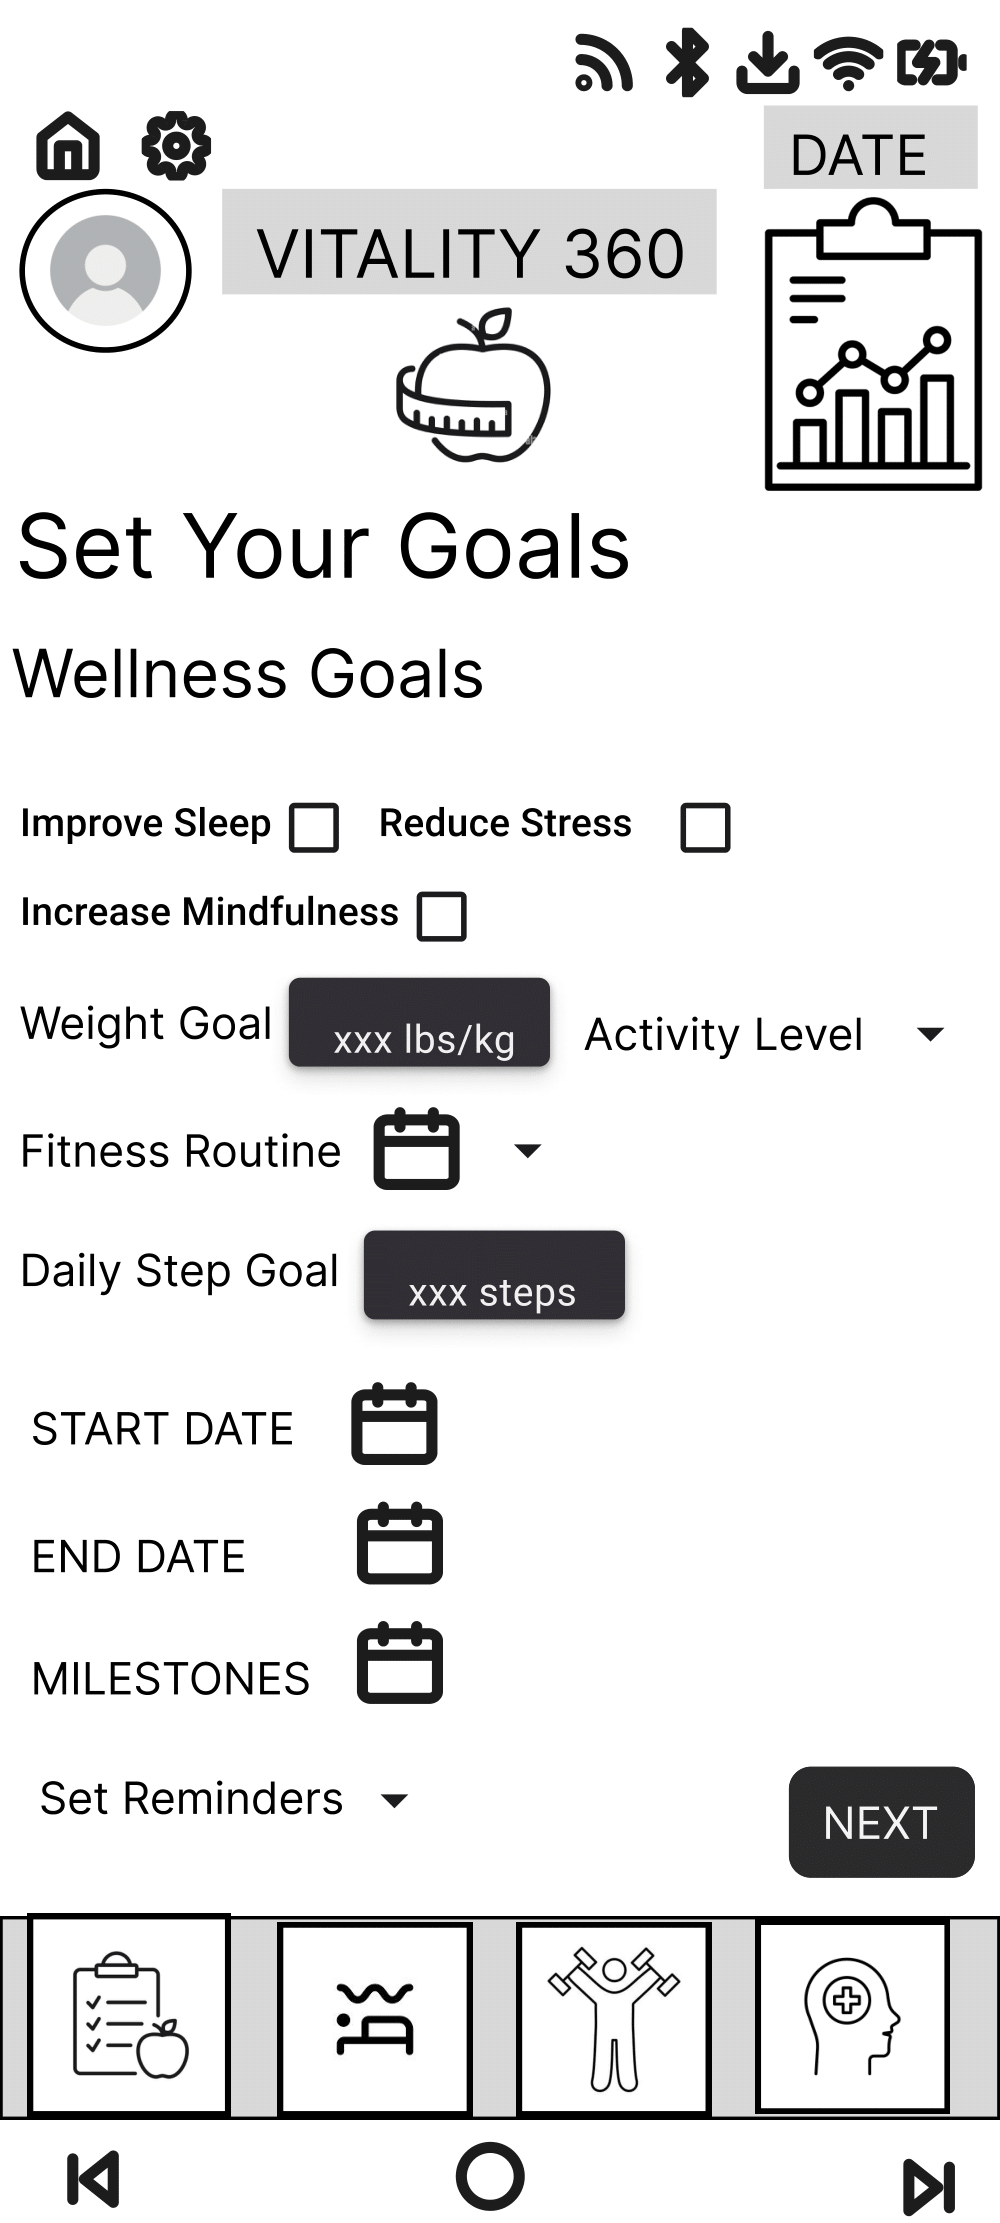 DATE
VITALITY 360
Set Your Goals
Wellness Goals
Improve Sleep Reduce Stress
Increase Mindfulness
Weight Goal xxx lbs/kg Activity Level
Fitness Routine
Daily Step Goal xxx steps
START DATE
END DATE
MILESTONES
Set Reminders
NEXT